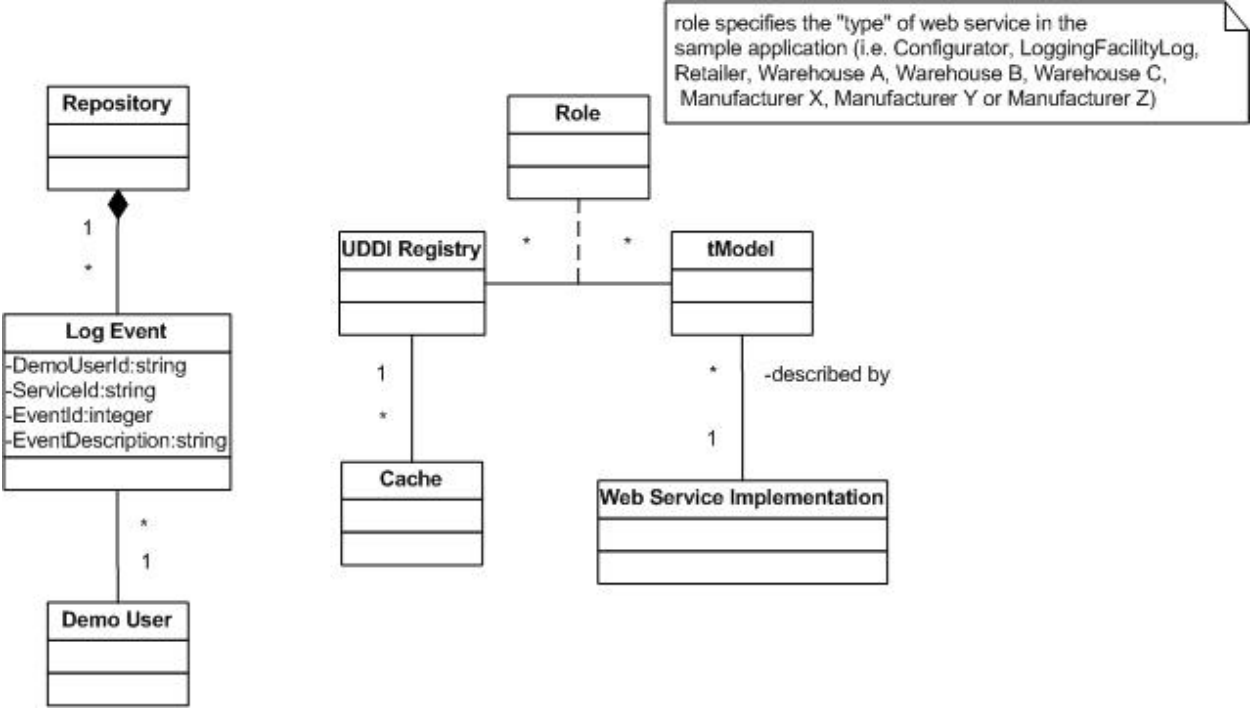 role specifies the "type" of web service in the
sample application (i.e. Configurator, LoggingFacilityLog,
Retailer, Warehouse A, Warehouse B, Warehouse C,
Manufacturer X, Manufacturer Y or Manufacturer Z)
Repository
1
*
Log Event
-DemoUserId:string
-ServiceId:string
-EventId:integer
-EventDescription:string
*
1
Demo User
Role
UDDI Registry
*
*
tModel
1
*
Cache
*
-described by
1
Web Service Implementation